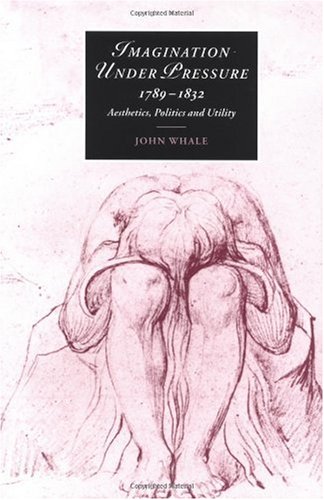 IMAGINATION
UNDER PRESSURE
1789–1832
Aesthetics, Politics and Utility
JOHN WHALE